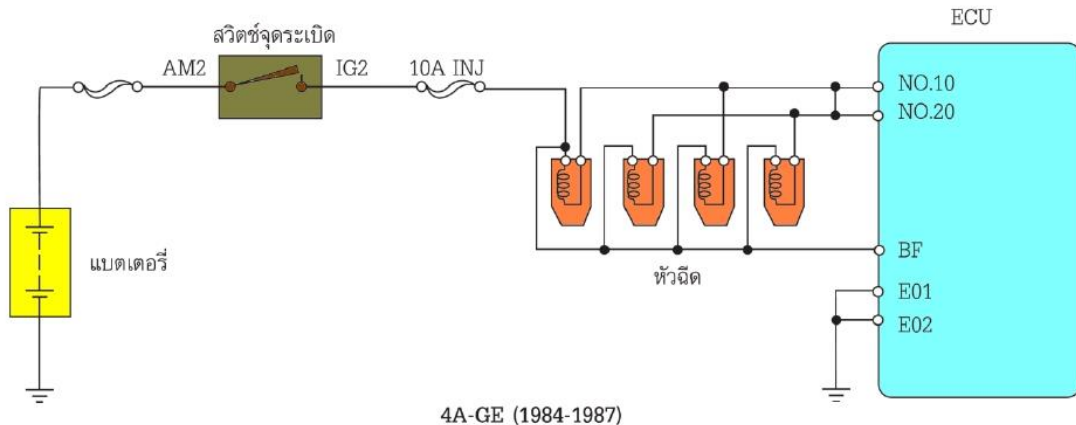 ECU
สวิตช์จุดระเบิด
AM2
IG2
10A INJ
NO.10
NO.20
แบตเตอรี่
หัวฉีด
BF
E01
E02
4A-GE (1984-1987)